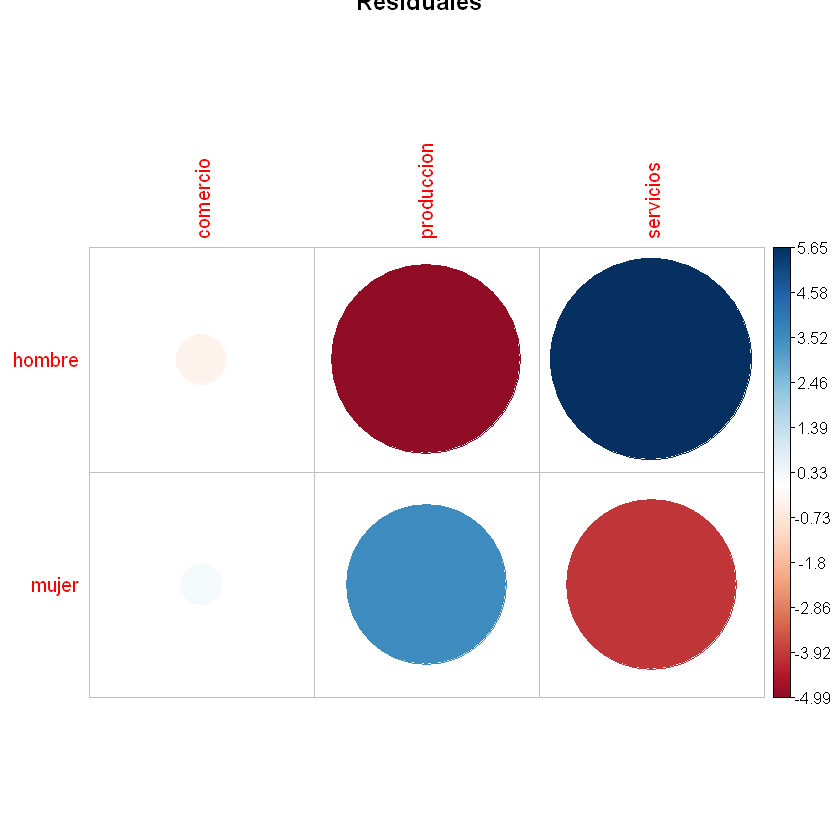 Residuales
comercio
produccion
servicios
hombre
mujer
5.65
4.58
3.52
2.46
1.39
0.33
-0.73
-1.8
-2.86
-3.92
-4.99